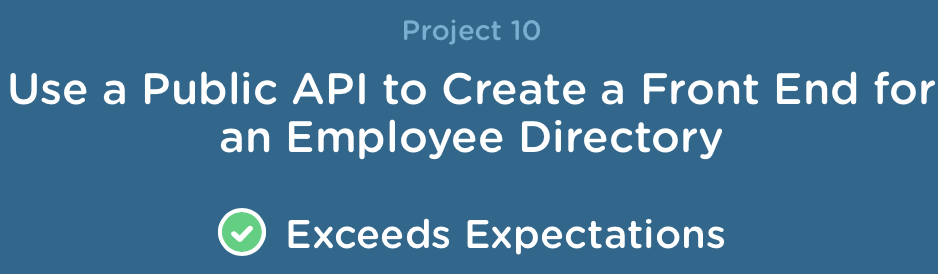 Project 10
Use a Public API to Create a Front End for
an Employee Directory
Exceeds Expectations